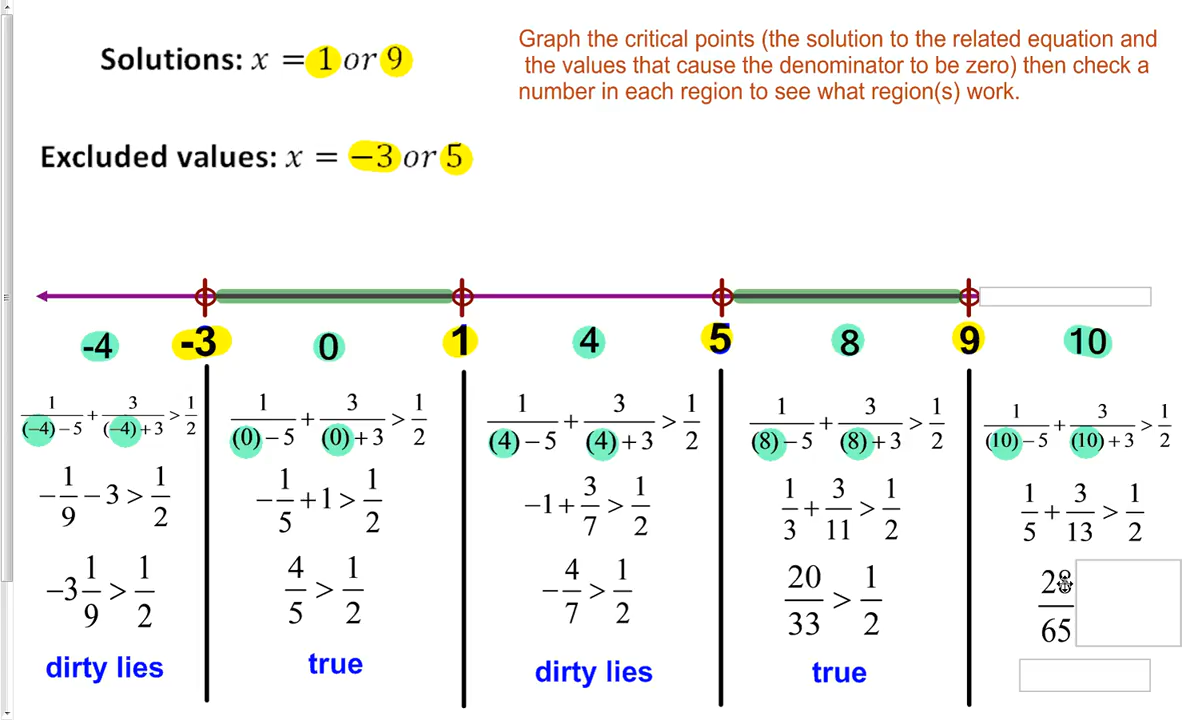 Solutions: x = 1 or 9
Graph the critical points (the solution to the related equation and
the values that cause the denominator to be zero) then check a
number in each region to see what region(s) work.
Excluded values: x = −3 or 5
-4 -3 0 1 4 5 8 9 10
1/((−4)−5) + 3/((−4)+3) > 1/2
−1/9 − 3 > 1/2
−3 1/9 > 1/2
dirty lies
1/((0)−5) + 3/((0)+3) > 1/2
−1/5 + 1 > 1/2
4/5 > 1/2
true
1/((4)−5) + 3/((4)+3) > 1/2
−1 + 3/7 > 1/2
−4/7 > 1/2
dirty lies
1/((8)−5) + 3/((8)+3) > 1/2
1/3 + 3/11 > 1/2
20/33 > 1/2
true
1/((10)−5) + 3/((10)+3) > 1/2
1/5 + 3/13 > 1/2
28/65